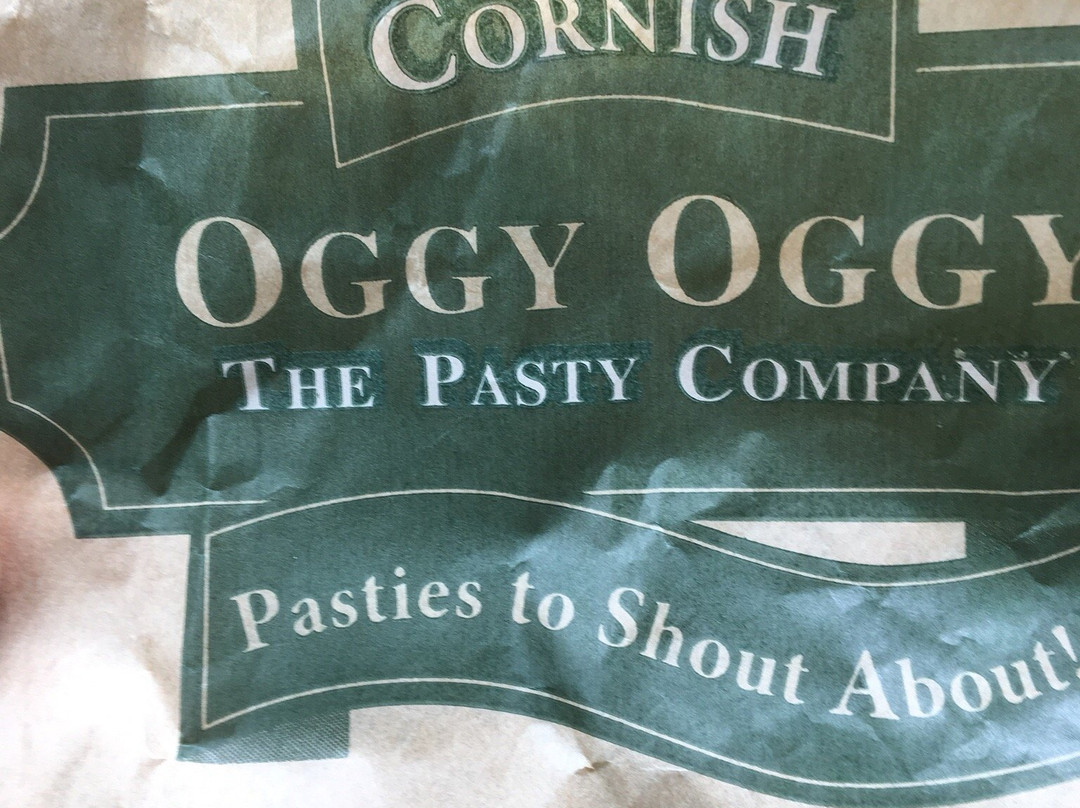 CORNISH
OGGY OGGY
THE PASTY COMPANY
Pasties to Shout About!